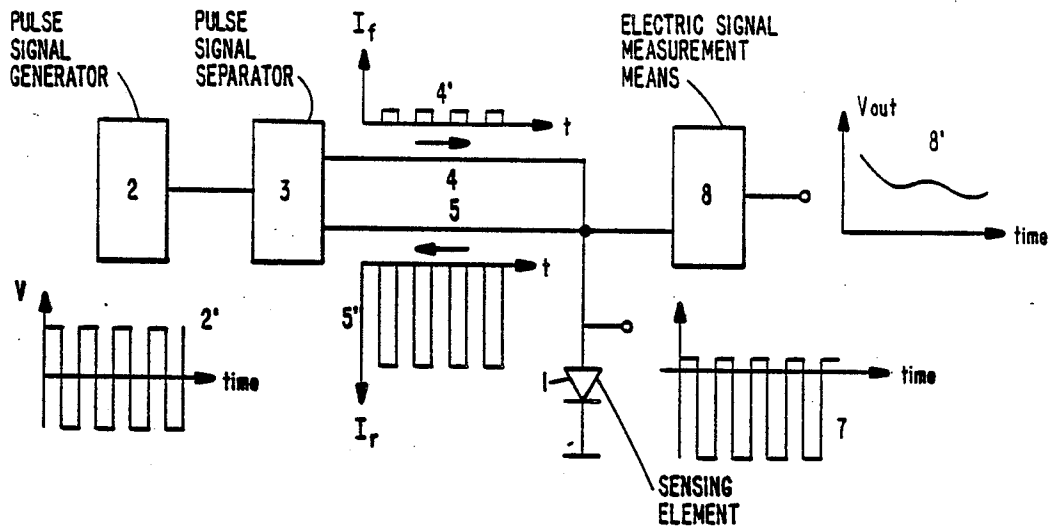 PULSE
SIGNAL
GENERATOR
PULSE
SIGNAL
SEPARATOR
ELECTRIC SIGNAL
MEASUREMENT
MEANS
If
4'
t
Vout
8'
time
2
3
4
5
8
t
5'
Ir
V
2'
time
1
time
7
SENSING
ELEMENT